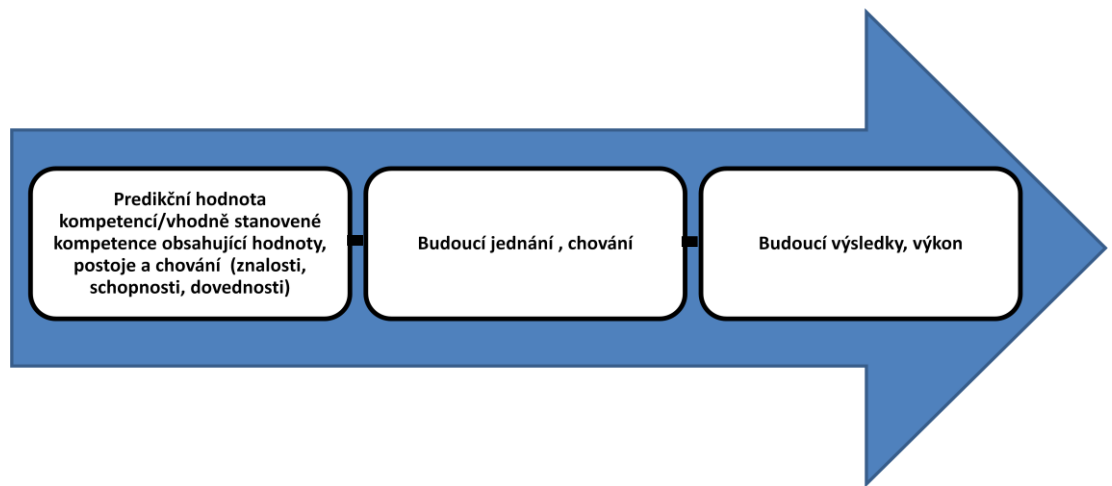 Predikční hodnota
kompetencí/vhodně stanovené
kompetence obsahující hodnoty,
postoje a chování  (znalosti,
schopnosti, dovednosti)
Budoucí jednání , chování
Budoucí výsledky, výkon